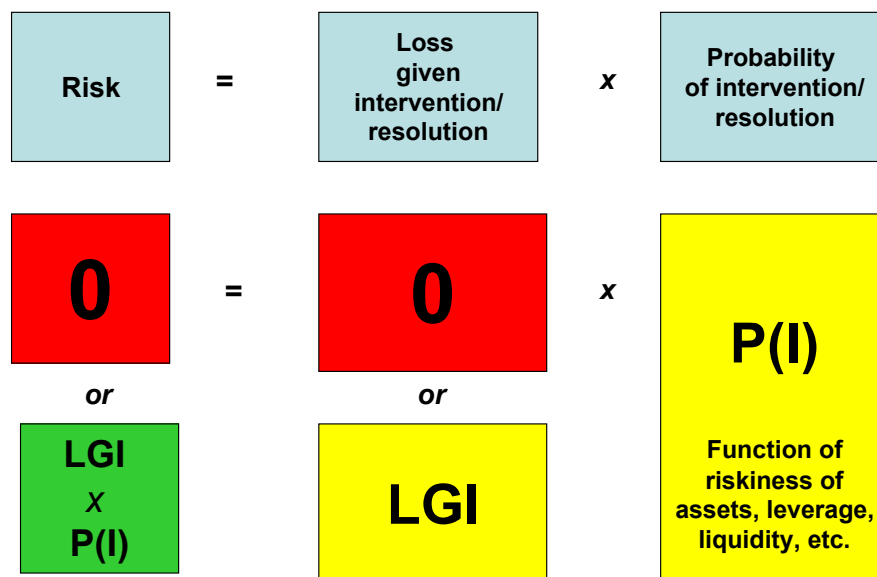 Risk
=
Loss
given
intervention/
resolution
x
Probability
of intervention/
resolution
0
=
0
x
P(I)
Function of
riskiness of
assets, leverage,
liquidity, etc.
or
or
LGI
x
P(I)
LGI